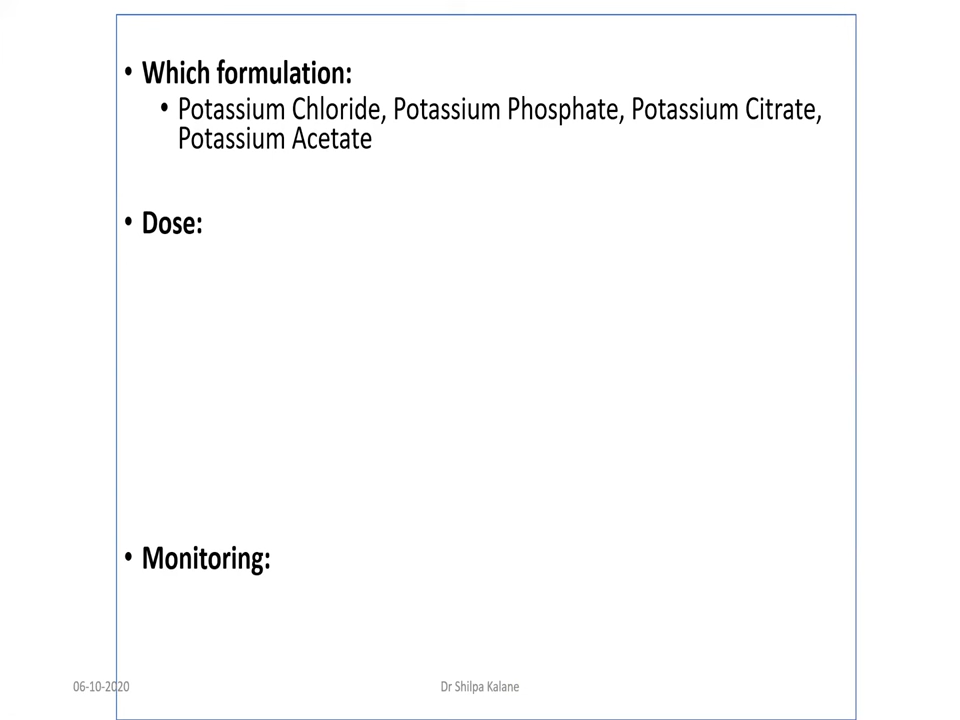 • Which formulation:
• Potassium Chloride, Potassium Phosphate, Potassium Citrate,
Potassium Acetate
• Dose:
• Monitoring:
06-10-2020
Dr Shilpa Kalane